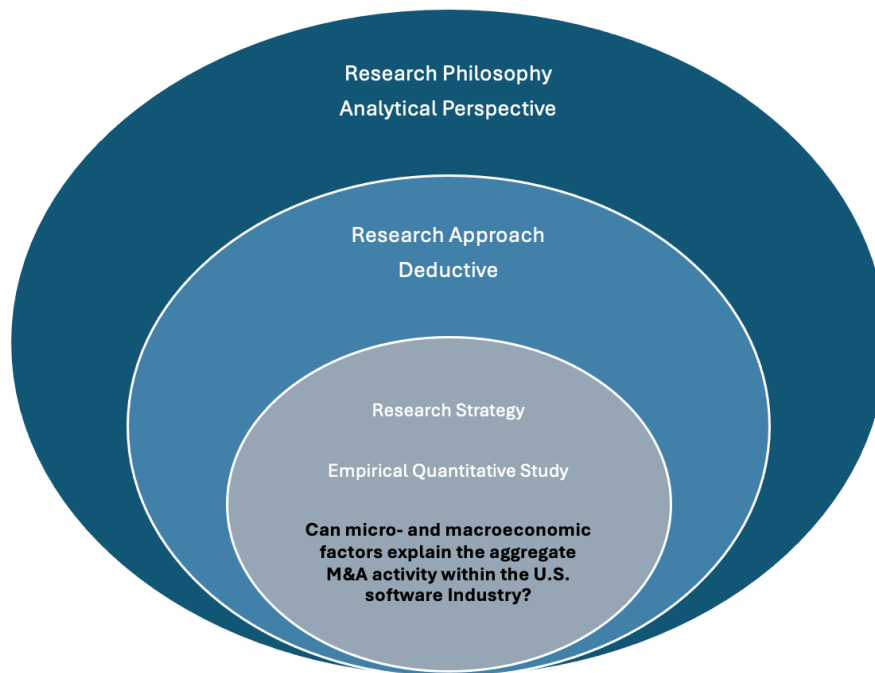 Research Philosophy
Analytical Perspective
Research Approach
Deductive
Research Strategy
Empirical Quantitative Study
Can micro- and macroeconomic
factors explain the aggregate
M&A activity within the U.S.
software Industry?